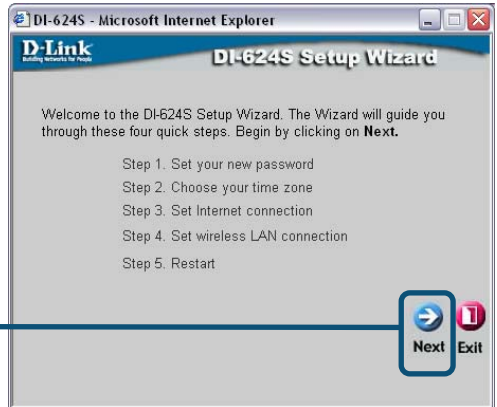 DI-624S - Microsoft Internet Explorer
D-Link
Building Networks for People
DI-624S Setup Wizard
Welcome to the DI-624S Setup Wizard. The Wizard will guide you
through these four quick steps. Begin by clicking on Next.
Step 1. Set your new password
Step 2. Choose your time zone
Step 3. Set Internet connection
Step 4. Set wireless LAN connection
Step 5. Restart
Next Exit